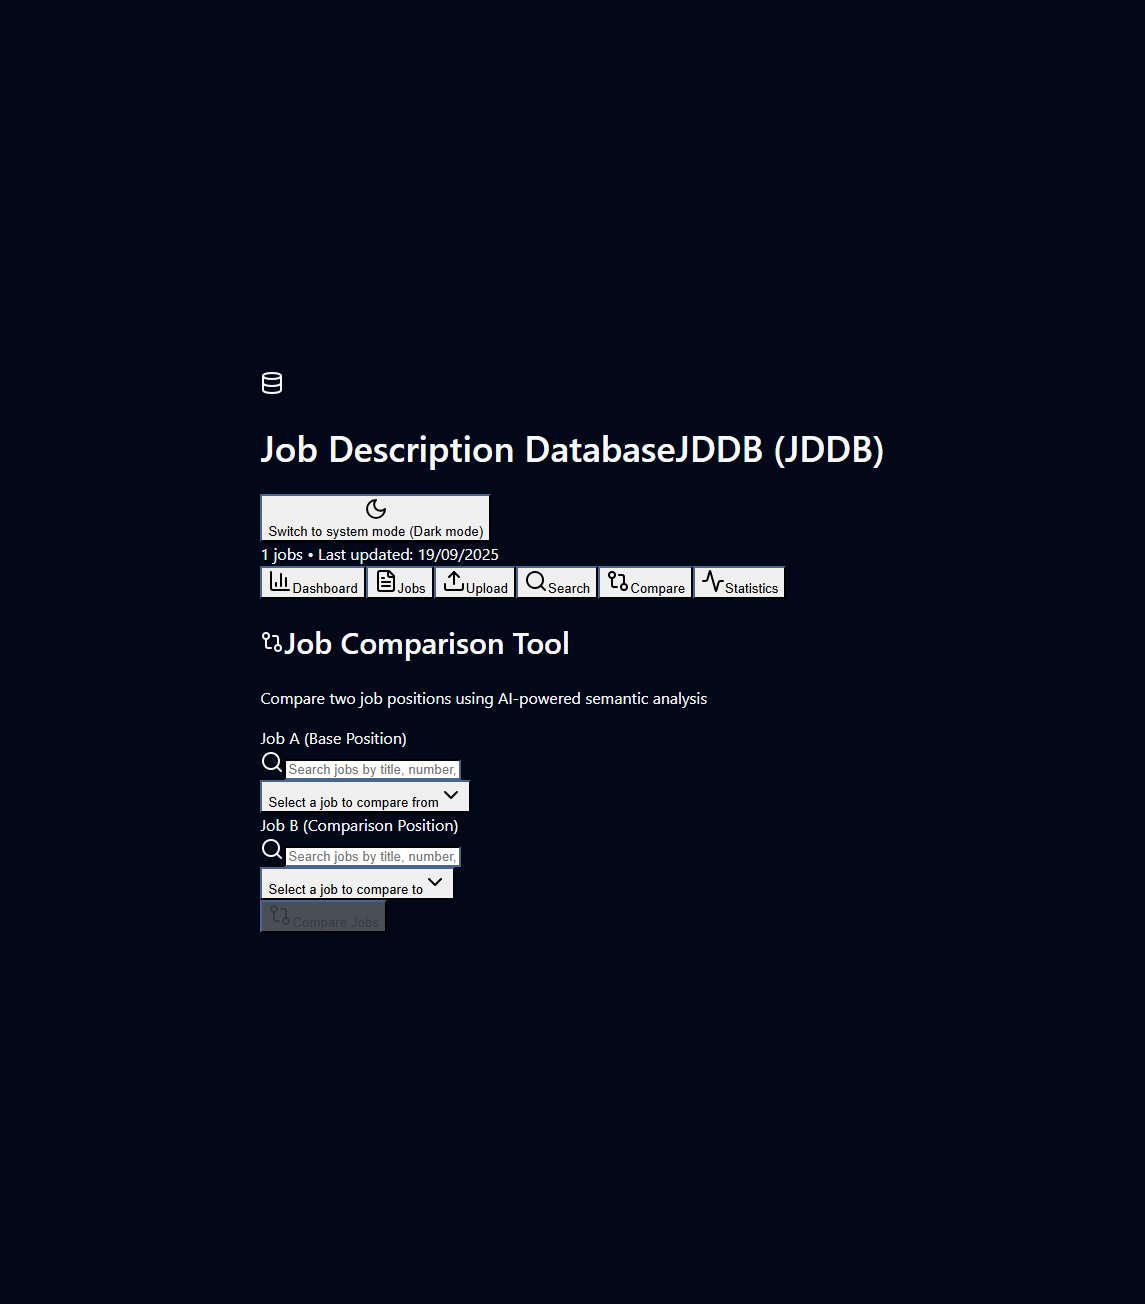 Job Description DatabaseJDDB (JDDB)
Switch to system mode (Dark mode)
1 jobs • Last updated: 19/09/2025
Dashboard Jobs Upload Search Compare Statistics
Job Comparison Tool
Compare two job positions using AI-powered semantic analysis
Job A (Base Position)
Search jobs by title, number,
Select a job to compare from
Job B (Comparison Position)
Search jobs by title, number,
Select a job to compare to
Compare Jobs